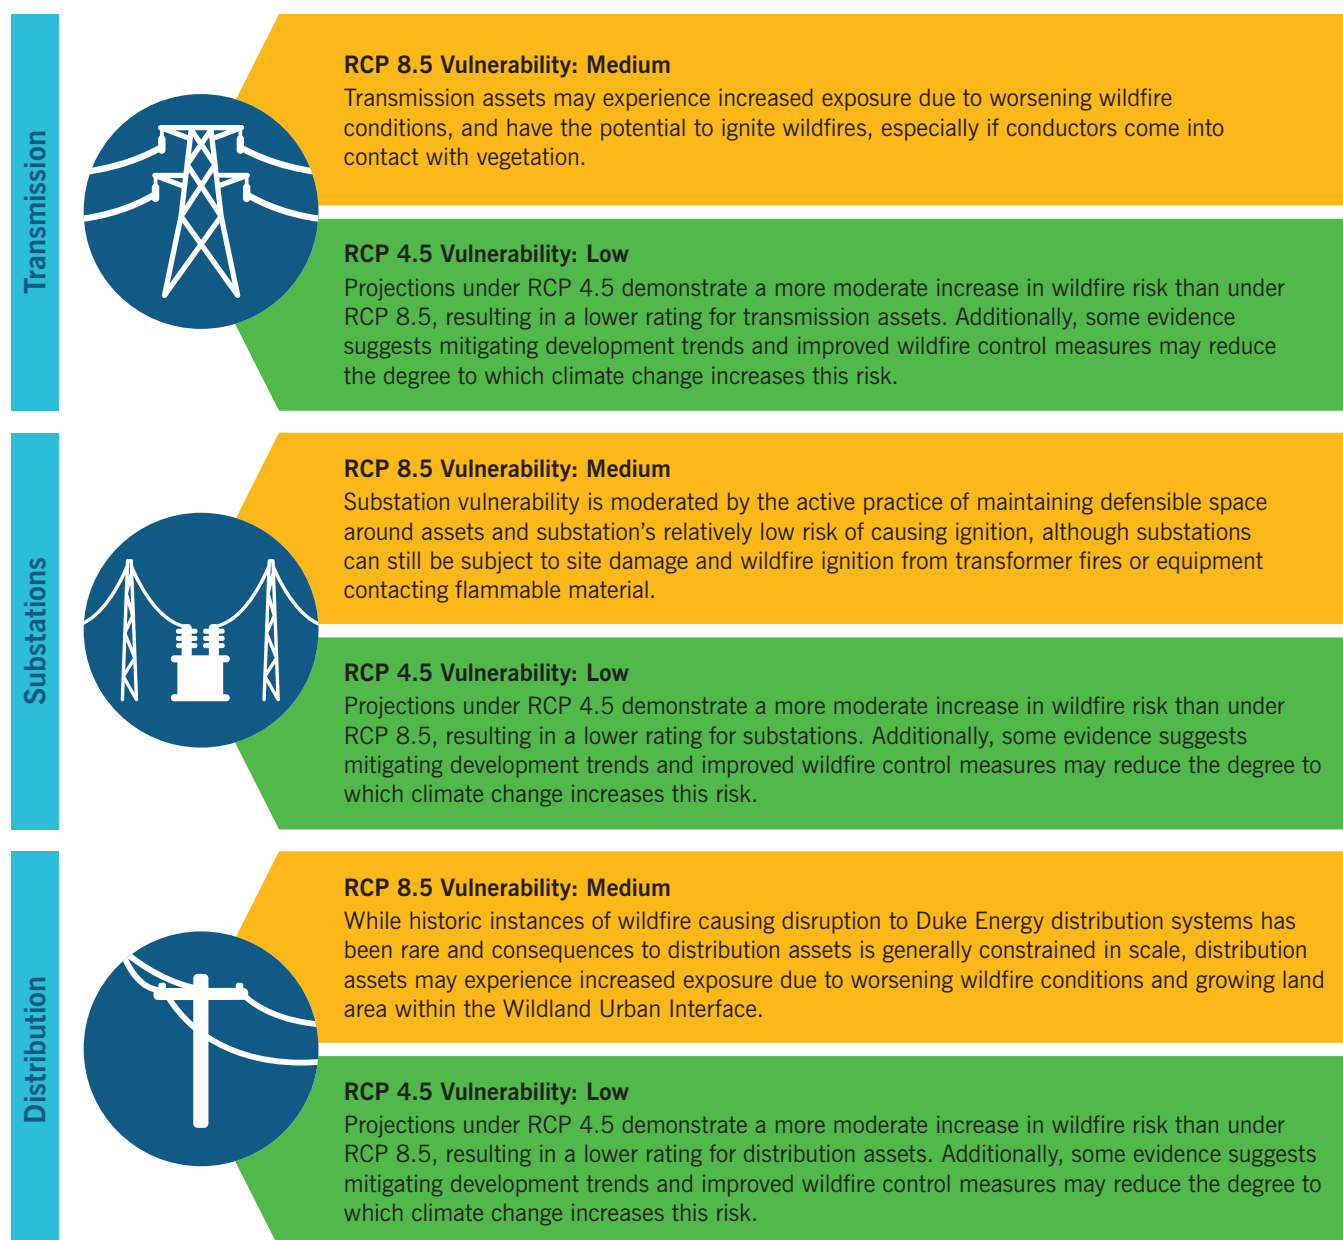 Transmission
RCP 8.5 Vulnerability: Medium
Transmission assets may experience increased exposure due to worsening wildfire
conditions, and have the potential to ignite wildfires, especially if conductors come into
contact with vegetation.
RCP 4.5 Vulnerability: Low
Projections under RCP 4.5 demonstrate a more moderate increase in wildfire risk than under
RCP 8.5, resulting in a lower rating for transmission assets. Additionally, some evidence
suggests mitigating development trends and improved wildfire control measures may reduce
the degree to which climate change increases this risk.
Substations
RCP 8.5 Vulnerability: Medium
Substation vulnerability is moderated by the active practice of maintaining defensible space
around assets and substation’s relatively low risk of causing ignition, although substations
can still be subject to site damage and wildfire ignition from transformer fires or equipment
contacting flammable material.
RCP 4.5 Vulnerability: Low
Projections under RCP 4.5 demonstrate a more moderate increase in wildfire risk than under
RCP 8.5, resulting in a lower rating for substations. Additionally, some evidence suggests
mitigating development trends and improved wildfire control measures may reduce the degree to
which climate change increases this risk.
Distribution
RCP 8.5 Vulnerability: Medium
While historic instances of wildfire causing disruption to Duke Energy distribution systems has
been rare and consequences to distribution assets is generally constrained in scale, distribution
assets may experience increased exposure due to worsening wildfire conditions and growing land
area within the Wildland Urban Interface.
RCP 4.5 Vulnerability: Low
Projections under RCP 4.5 demonstrate a more moderate increase in wildfire risk than under
RCP 8.5, resulting in a lower rating for distribution assets. Additionally, some evidence suggests
mitigating development trends and improved wildfire control measures may reduce the degree to
which climate change increases this risk.